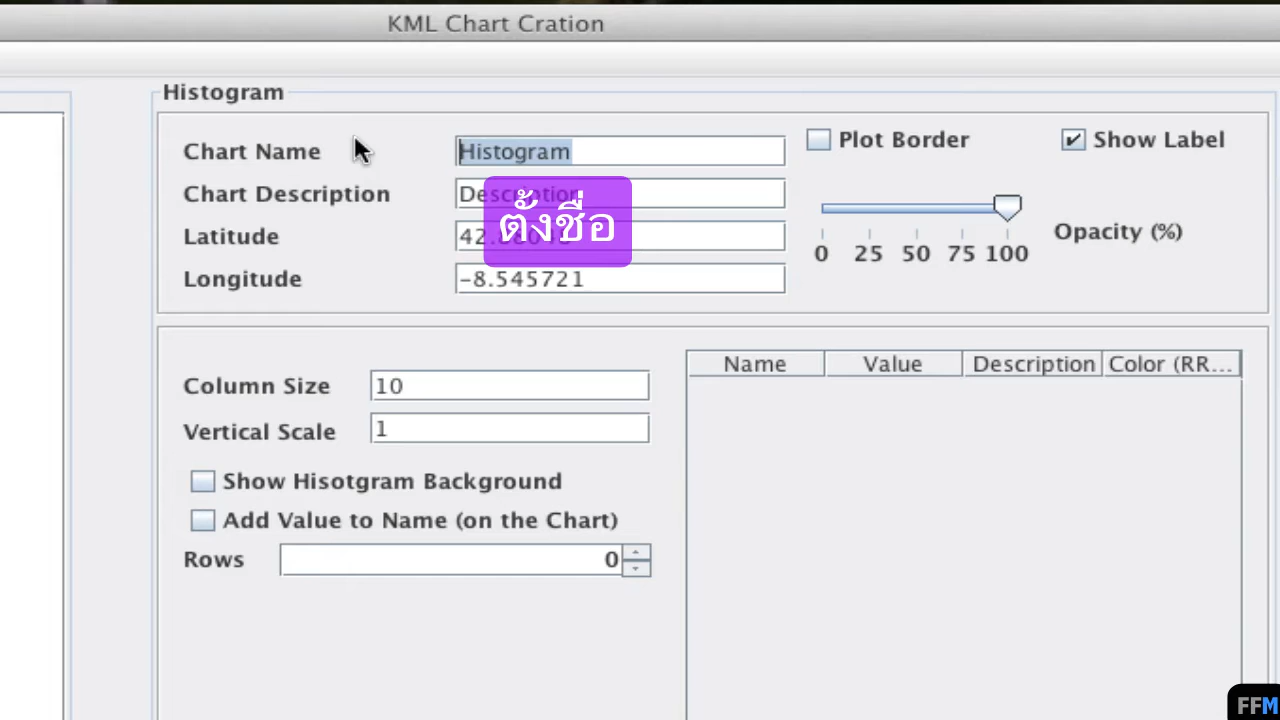 KML Chart Cration
Histogram
Chart Name
Histogram
Plot Border
Show Label
Chart Description
ตั้งชื่อ
Latitude
Longitude
-8.545721
Opacity (%)
0 25 50 75 100
Column Size
10
Vertical Scale
1
Show Hisotgram Background
Add Value to Name (on the Chart)
Rows
0
Name
Value
Description
Color (RR...
FFM